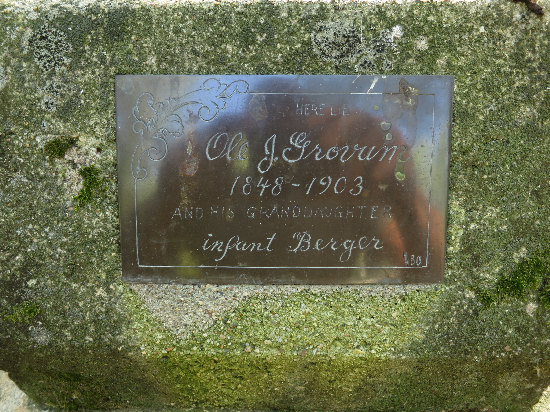 HERE LIE
Ole J. Grovum
1848-1903
AND HIS GRANDDAUGHTER
infant Berger